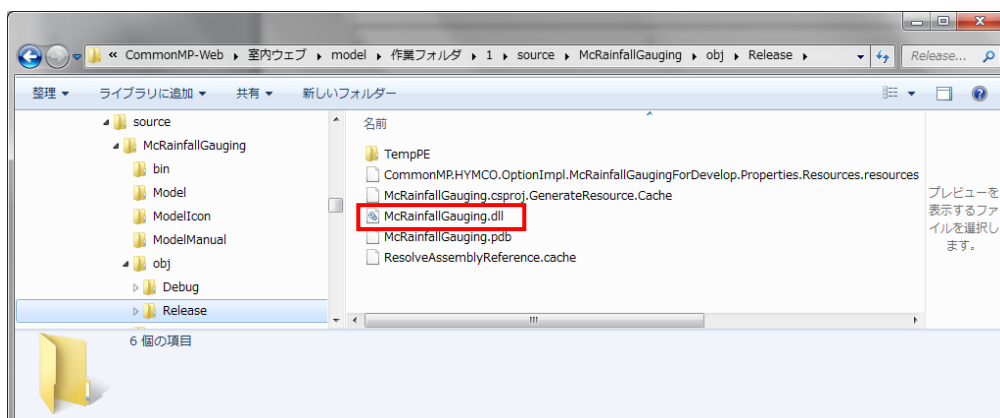 « CommonMP-Web ▸ 室内ウェブ ▸ model ▸ 作業フォルダ ▸ 1 ▸ source ▸ McRainfallGauging ▸ obj ▸ Release ▸
Release...
整理 ▼ ライブラリに追加 ▼ 共有 ▼ 新しいフォルダー
source
McRainfallGauging
bin
Model
ModelIcon
ModelManual
obj
Debug
Release
名前
TempPE
CommonMP.HYMCO.OptionImpl.McRainfallGaugingForDevelop.Properties.Resources.resources
McRainfallGauging.csproj.GenerateResource.Cache
McRainfallGauging.dll
McRainfallGauging.pdb
ResolveAssemblyReference.cache
プレビューを
表示するファ
イルを選択し
ます。
6 個の項目